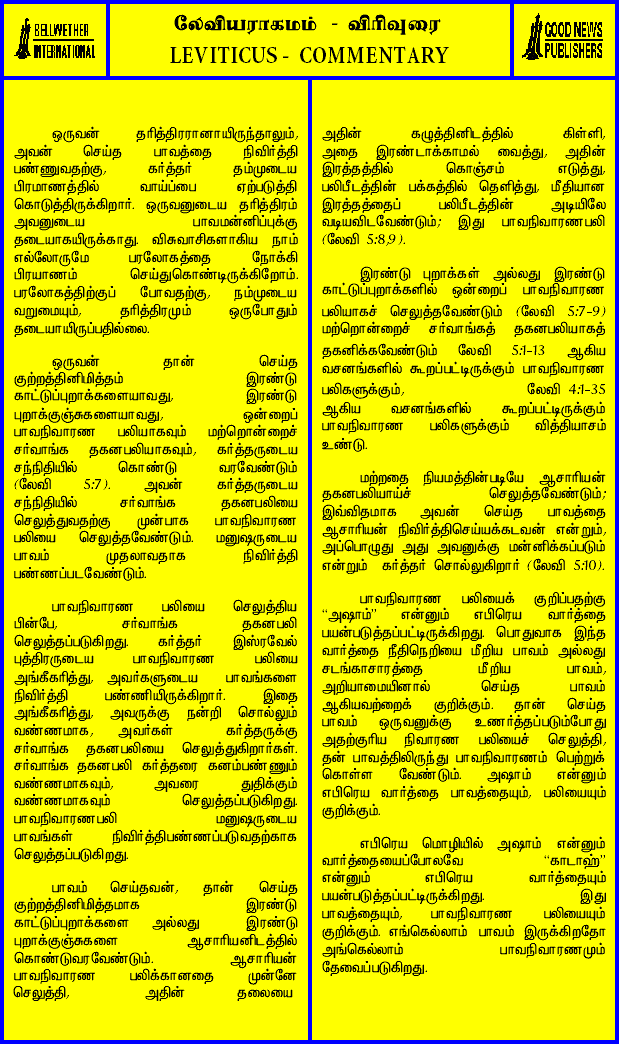 BELLWETHER
INTERNATIONAL
லேவியராகமம் - விரிவுரை
LEVITICUS - COMMENTARY
GOOD NEWS
PUBLISHERS
ஒருவன் தரித்திரரானாயிருந்தாலும்,
அவன் செய்த பாவத்தை நிவிர்த்தி
பண்ணுவதற்கு, கர்த்தர் தம்முடைய
பிரமாணத்தில் வாய்ப்பை ஏற்படுத்தி
கொடுத்திருக்கிறார். ஒருவனுடைய தரித்திரம்
அவனுடைய பாவமன்னிப்புக்கு
தடையாகயிருக்காது. விசுவாசிகளாகிய நாம்
எல்லோருமே பரலோகத்தை நோக்கி
பிரயாணம் செய்துகொண்டிருக்கிறோம்.
பரலோகத்திற்குப் போவதற்கு, நம்முடைய
வறுமையும், தரித்திரமும் ஒருபோதும்
தடையாயிருப்பதில்லை.
ஒருவன் தான் செய்த
குற்றத்தினிமித்தம் இரண்டு
காட்டுப்புறாக்களையாவது, இரண்டு
புறாக்குஞ்சுகளையாவது, ஒன்றைப்
பாவநிவாரண பலியாகவும் மற்றொன்றைச்
சர்வாங்க தகனபலியாகவும், கர்த்தருடைய
சந்நிதியில் கொண்டு வரவேண்டும்
(லேவி 5:7). அவன் கர்த்தருடைய
சந்நிதியில் சர்வாங்க தகனபலியை
செலுத்துவதற்கு முன்பாக பாவநிவாரண
பலியை செலுத்தவேண்டும். மனுஷருடைய
பாவம் முதலாவதாக நிவிர்த்தி
பண்ணப்படவேண்டும்.
பாவநிவாரண பலியை செலுத்திய
பின்பே, சர்வாங்க தகனபலி
செலுத்தப்படுகிறது. கர்த்தர் இஸ்ரவேல்
புத்திரருடைய பாவநிவாரண பலியை
அங்கீகரித்து, அவர்களுடைய பாவங்களை
நிவிர்த்தி பண்ணியிருக்கிறார். இதை
அங்கீகரித்து, அவருக்கு நன்றி சொல்லும்
வண்ணமாக, அவர்கள் கர்த்தருக்கு
சர்வாங்க தகனபலியை செலுத்துகிறார்கள்.
சர்வாங்க தகனபலி கர்த்தரை கனம்பண்ணும்
வண்ணமாகவும், அவரை துதிக்கும்
வண்ணமாகவும் செலுத்தப்படுகிறது.
பாவநிவாரணபலி மனுஷருடைய
பாவங்கள் நிவிர்த்திபண்ணப்படுவதற்காக
செலுத்தப்படுகிறது.
பாவம் செய்தவன், தான் செய்த
குற்றத்தினிமித்தமாக இரண்டு
காட்டுப்புறாக்களை அல்லது இரண்டு
புறாக்குஞ்சுகளை ஆசாரியனிடத்தில்
கொண்டுவரவேண்டும். ஆசாரியன்
பாவநிவாரண பலிக்கானதை முன்னே
செலுத்தி, அதின் தலையை
அதின் கழுத்தினிடத்தில் கிள்ளி,
அதை இரண்டாக்காமல் வைத்து, அதின்
இரத்தத்தில் கொஞ்சம் எடுத்து,
பலிபீடத்தின் பக்கத்தில் தெளித்து, மீதியான
இரத்தத்தைப் பலிபீடத்தின் அடியிலே
வடியவிடவேண்டும்; இது பாவநிவாரணபலி
(லேவி 5:8,9).
இரண்டு புறாக்கள் அல்லது இரண்டு
காட்டுப்புறாக்களில் ஒன்றைப் பாவநிவாரண
பலியாகச் செலுத்தவேண்டும் (லேவி 5:7-9)
மற்றொன்றைச் சர்வாங்கத் தகனபலியாகத்
தகனிக்கவேண்டும் லேவி 5:1-13 ஆகிய
வசனங்களில் கூறப்பட்டிருக்கும் பாவநிவாரண
பலிகளுக்கும், லேவி 4:1-35
ஆகிய வசனங்களில் கூறப்பட்டிருக்கும்
பாவநிவாரண பலிகளுக்கும் வித்தியாசம்
உண்டு.
மற்றதை நியமத்தின்படியே ஆசாரியன்
தகனபலியாய்ச் செலுத்தவேண்டும்;
இவ்விதமாக அவன் செய்த பாவத்தை
ஆசாரியன் நிவிர்த்திசெய்யக்கடவன் என்றும்,
அப்பொழுது அது அவனுக்கு மன்னிக்கப்படும்
என்றும் கர்த்தர் சொல்லுகிறார் (லேவி 5:10).
பாவநிவாரண பலியைக் குறிப்பதற்கு
“அஷாம்” என்னும் எபிரெய வார்த்தை
பயன்படுத்தப்பட்டிருக்கிறது. பொதுவாக இந்த
வார்த்தை நீதிநெறியை மீறிய பாவம் அல்லது
சடங்காசாரத்தை மீறிய பாவம்,
அறியாமையினால் செய்த பாவம்
ஆகியவற்றைக் குறிக்கும். தான் செய்த
பாவம் ஒருவனுக்கு உணர்த்தப்படும்போது
அதற்குரிய நிவாரண பலியைச் செலுத்தி,
தன் பாவத்திலிருந்து பாவநிவாரணம் பெற்றுக்
கொள்ள வேண்டும். அஷாம் என்னும்
எபிரெய வார்த்தை பாவத்தையும், பலியையும்
குறிக்கும்.
எபிரெய மொழியில் அஷாம் என்னும்
வார்த்தையைப்போலவே “காடாஹ்”
என்னும் எபிரெய வார்த்தையும்
பயன்படுத்தப்பட்டிருக்கிறது. இது
பாவத்தையும், பாவநிவாரண பலியையும்
குறிக்கும். எங்கெல்லாம் பாவம் இருக்கிறதோ
அங்கெல்லாம் பாவநிவாரணமும்
தேவைப்படுகிறது.